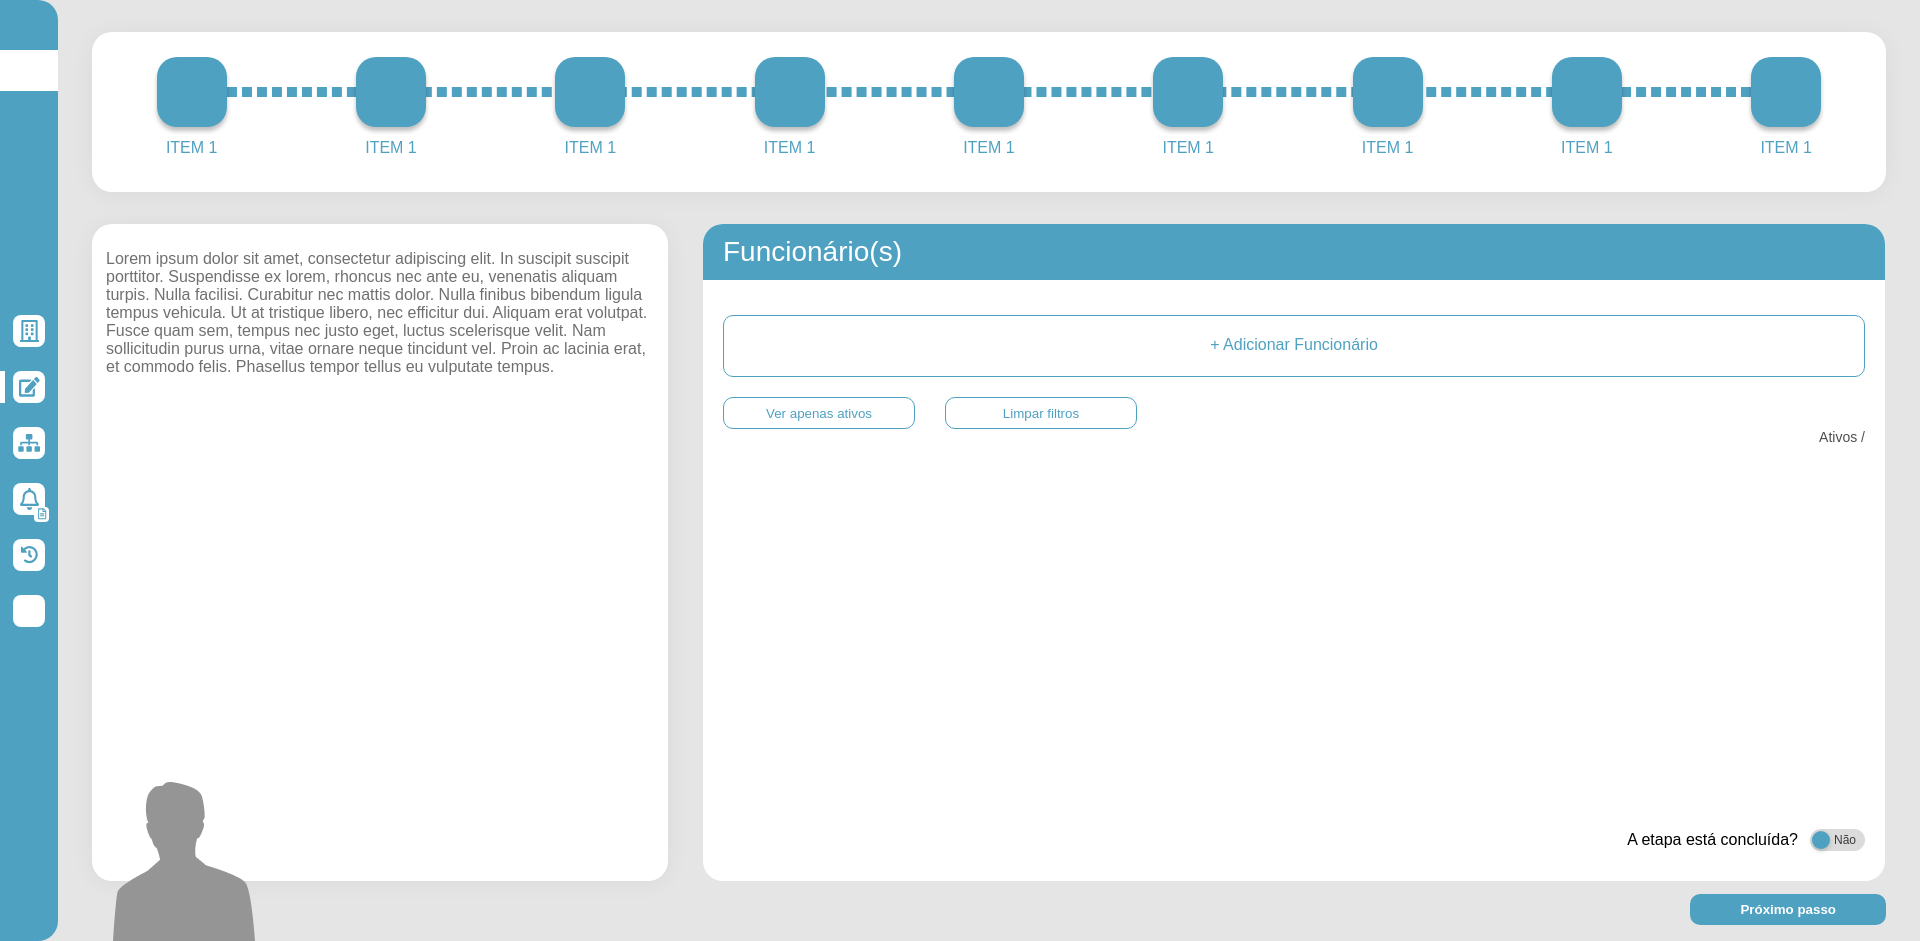 ITEM 1
ITEM 1
ITEM 1
ITEM 1
ITEM 1
ITEM 1
ITEM 1
ITEM 1
ITEM 1
Lorem ipsum dolor sit amet, consectetur adipiscing elit. In suscipit suscipit
porttitor. Suspendisse ex lorem, rhoncus nec ante eu, venenatis aliquam
turpis. Nulla facilisi. Curabitur nec mattis dolor. Nulla finibus bibendum ligula
tempus vehicula. Ut at tristique libero, nec efficitur dui. Aliquam erat volutpat.
Fusce quam sem, tempus nec justo eget, luctus scelerisque velit. Nam
sollicitudin purus urna, vitae ornare neque tincidunt vel. Proin ac lacinia erat,
et commodo felis. Phasellus tempor tellus eu vulputate tempus.
Funcionário(s)
+ Adicionar Funcionário
Ver apenas ativos
Limpar filtros
Ativos /
A etapa está concluída?
Não
Próximo passo